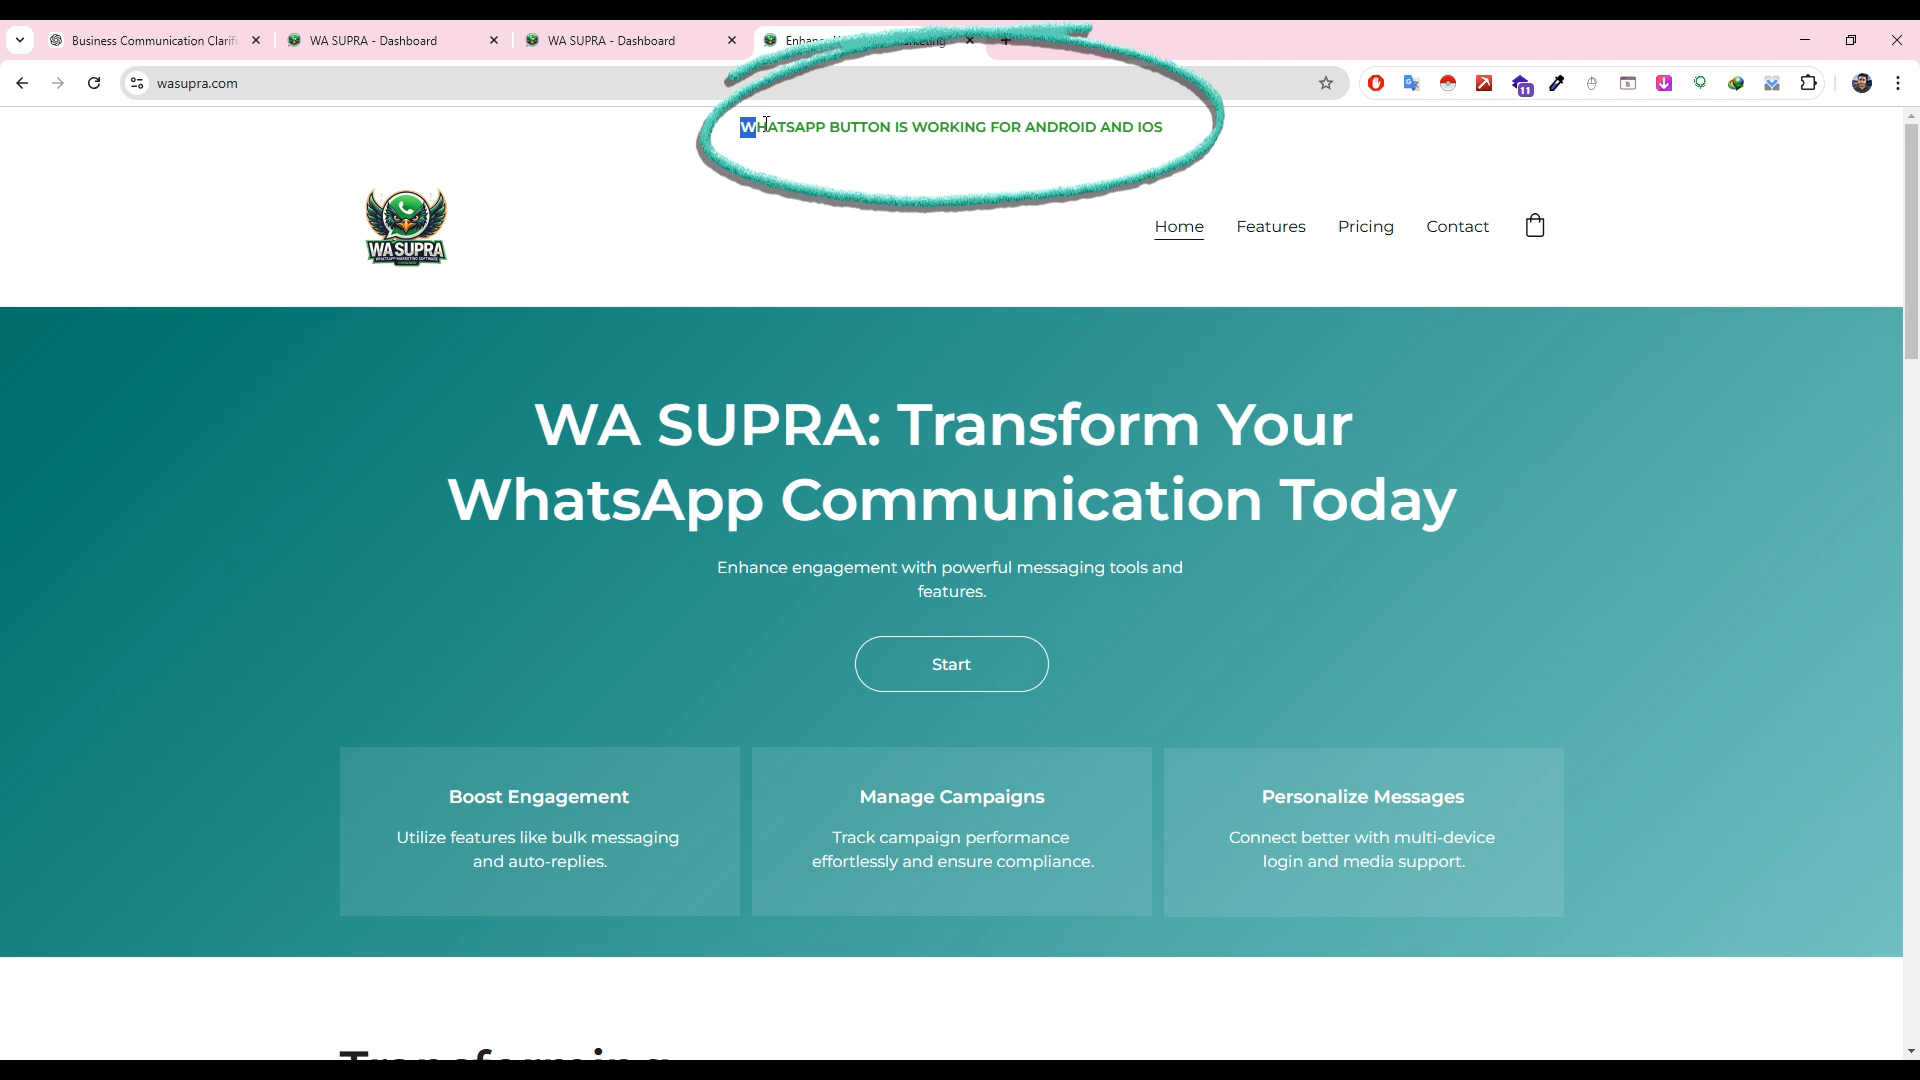 Business Communication Clarifi
WA SUPRA - Dashboard
WA SUPRA - Dashboard
wasupra.com
11
WHATSAPP BUTTON IS WORKING FOR ANDROID AND IOS
WA SUPRA
Home
Features
Pricing
Contact
WA SUPRA: Transform Your
WhatsApp Communication Today
Enhance engagement with powerful messaging tools and
features.
Start
Boost Engagement
Utilize features like bulk messaging
and auto-replies.
Manage Campaigns
Track campaign performance
effortlessly and ensure compliance.
Personalize Messages
Connect better with multi-device
login and media support.
Transforming